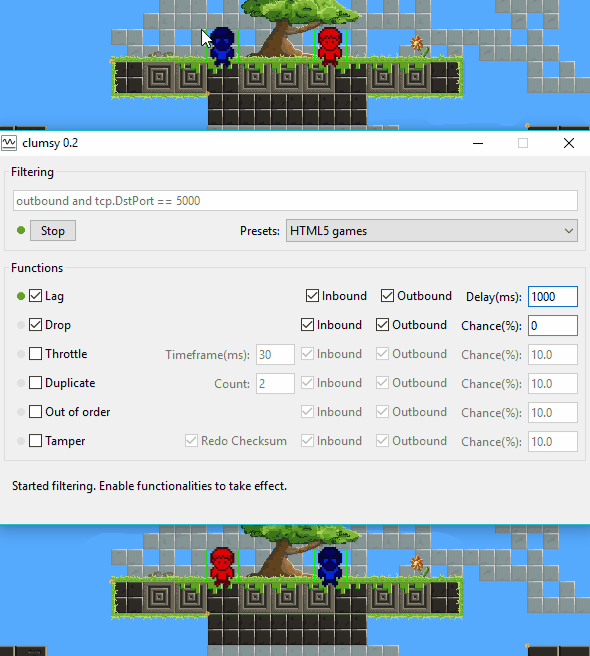 clumsy 0.2
Filtering
outbound and tcp.DstPort == 5000
Stop Presets: HTML5 games
Functions
Lag Inbound Outbound Delay(ms): 1000
Drop Inbound Outbound Chance(%): 0
Throttle Timeframe(ms): 30 Inbound Outbound Chance(%): 10.0
Duplicate Count: 2 Inbound Outbound Chance(%): 10.0
Out of order Inbound Outbound Chance(%): 10.0
Tamper Redo Checksum Inbound Outbound Chance(%): 10.0
Started filtering. Enable functionalities to take effect.